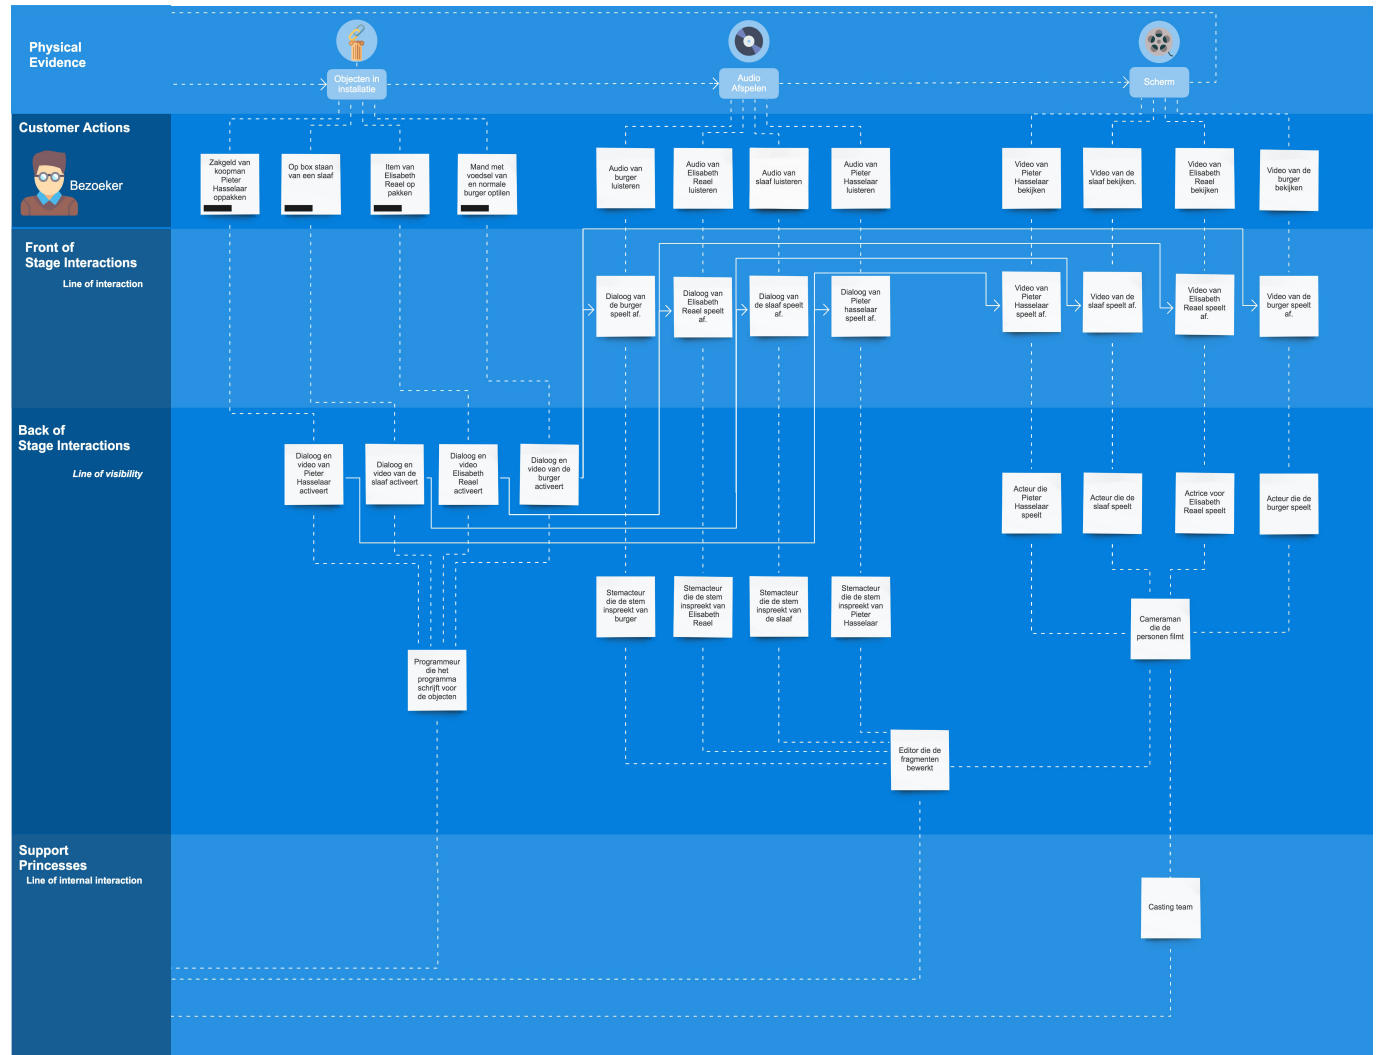 Physical
Evidence
Objecten in
installatie
Audio
Afspelen
Scherm
Customer Actions
Bezoeker
Zakgeld van
koopman
Pieter
Hasselaar
oppakken
Op box staan
van een slaaf
Item van
Elisabeth
Reael op
pakken
Mand met
voedsel van
en normale
burger optilen
Audio van
burger
luisteren
Audio van
Elisabeth
Reael
luisteren
Audio van
slaaf luisteren
Audio van
Pieter
Hasselaar
luisteren
Video van
Pieter
Hasselaar
bekijken
Video van de
slaaf bekijken.
Video van
Elisabeth
Reael
bekijken
Video van de
burger
bekijken
Front of
Stage Interactions
Line of interaction
Dialoog van
de burger
speelt af.
Dialoog van
Elisabeth
Reael speelt
af.
Dialoog van
de slaaf speelt
af.
Dialoog van
Pieter
hasselaar
speelt af.
Video van
Pieter
Hasselaar
speelt af.
Video van de
slaaf speelt af.
Video van
Elisabeth
Reael speelt
af.
Video van de
burger speelt af.
Back of
Stage Interactions
Line of visibility
Dialoog en
video van
Pieter
Hasselaar
activeert
Dialoog en
video van de
slaaf activeert
Dialoog en
video
Elisabeth
Reael
activeert
Dialoog en
video van de
burger
activeert
Acteur die
Pieter
Hasselaar
speelt
Acteur die de
slaaf speelt
Actrice voor
Elisabeth
Reael speelt
Acteur die de
burger speelt
Stemacteur
die de stem
inspreekt van
burger
Stemacteur
die de stem
inspreekt van
Elisabeth
Reael
Stemacteur
die de stem
inspreekt van
de slaaf
Stemacteur
die de stem
inspreekt van
Pieter
Hasselaar
Cameraman
die de
personen filmt
Programmeur
die het
programma
schrijft voor
de objecten
Editor die de
fragmenten
bewerkt
Support
Princesses
Line of internal interaction
Casting team